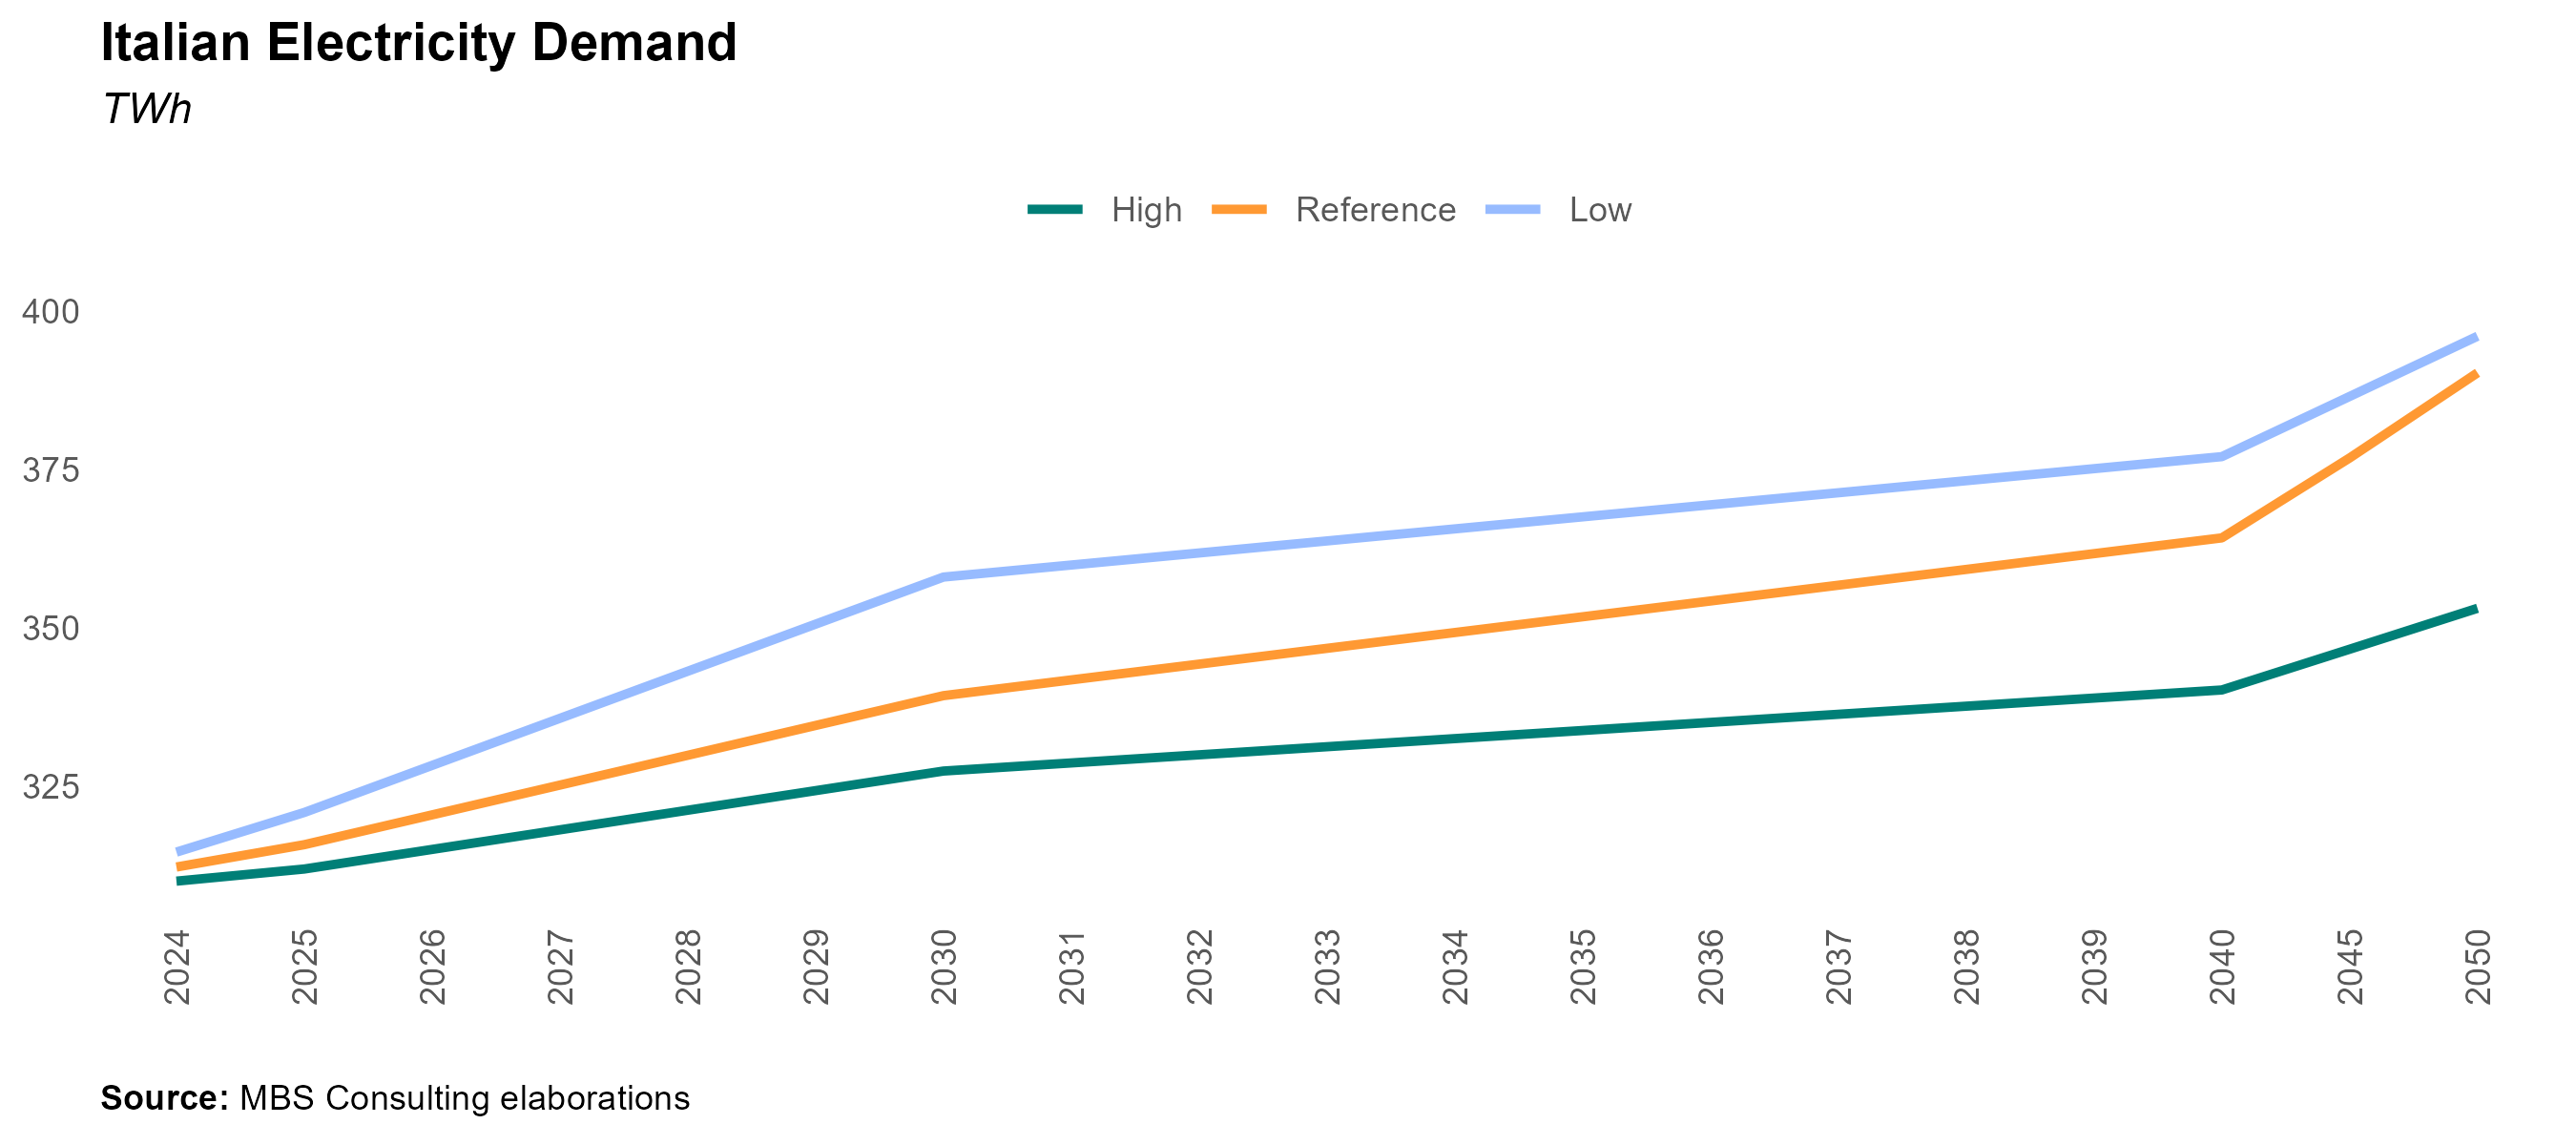 Italian Electricity Demand
TWh
High Reference Low
400
375
350
325
2024 2025 2026 2027 2028 2029 2030 2031 2032 2033 2034 2035 2036 2037 2038 2039 2040 2045 2050
Source: MBS Consulting elaborations